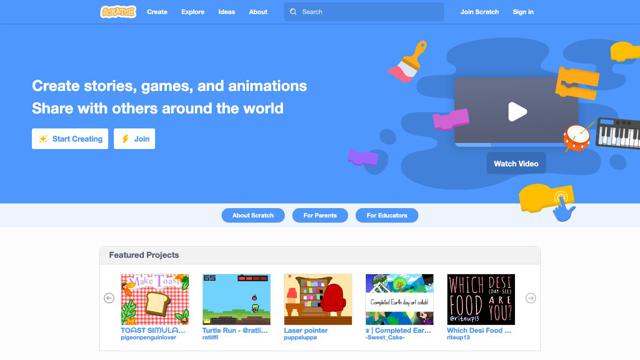 SCRATCH
Create
Explore
Ideas
About
Search
Join Scratch
Sign in
Create stories, games, and animations
Share with others around the world
Start Creating
Join
Watch Video
About Scratch
For Parents
For Educators
Featured Projects
Make Toast
Completed Earth day art collab!
WHICH DESI
FOOD (DAY-SEE)
ARE
YOU?
@riteup13
TOAST SIMULA...
Turtle Run - @ratli...
Laser pointer
| Completed Ear...
Which Desi Food ...
pigeonpenguinlover
ratliffl
puppaluppa
-Sweet_Cake-
riteup13